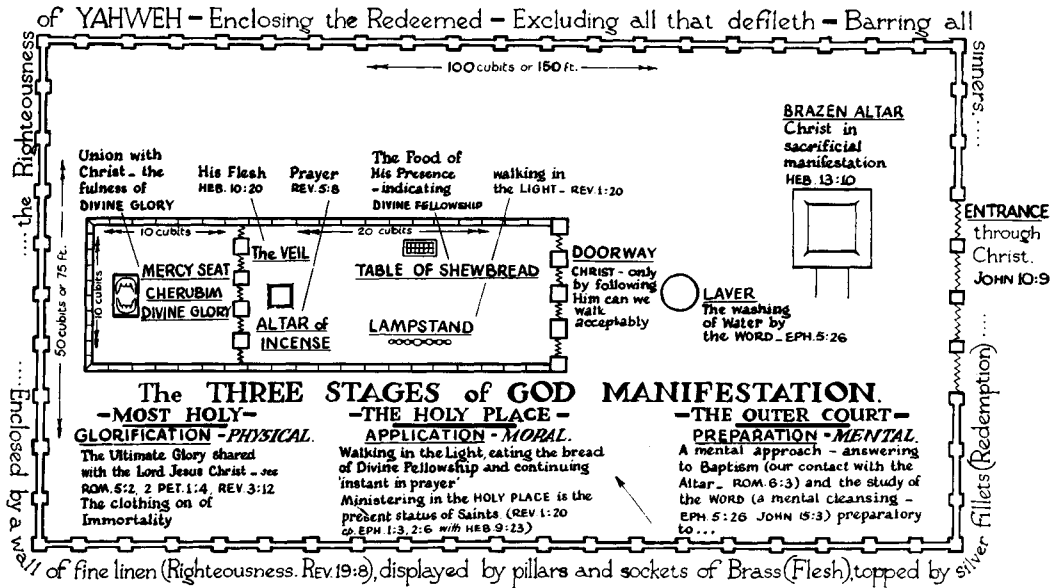 of YAHWEH – Enclosing the Redeemed – Excluding all that defileth – Barring all
sinners.....
ENTRANCE
through
Christ.
JOHN 10:9
100 cubits or 150 ft.
BRAZEN ALTAR
Christ in
sacrificial
manifestation
HEB. 13:10
Union with
Christ – the
fulness of
DIVINE GLORY
His Flesh
HEB. 10:20
Prayer
REV. 5:8
The Food of
His Presence
– indicating
DIVINE FELLOWSHIP
walking in
the LIGHT – REV. 1:20
10 cubits
20 cubits
10 cubits
50 cubits or 75 ft.
The VEIL
MERCY SEAT
CHERUBIM
DIVINE GLORY
ALTAR of
INCENSE
TABLE OF SHEWBREAD
LAMPSTAND
DOORWAY
CHRIST – only
by following
Him can we
walk
acceptably
LAVER
The washing
of Water by
the WORD – EPH. 5:26
The THREE STAGES of GOD MANIFESTATION.
–MOST HOLY–
GLORIFICATION – PHYSICAL.
The Ultimate Glory shared
with the Lord Jesus Christ – see
ROM. 5:2, 2 PET. 1:4, REV. 3:12
The clothing on of
Immortality
–THE HOLY PLACE–
APPLICATION – MORAL.
Walking in the Light, eating the bread
of Divine Fellowship and continuing
'instant in prayer'
Ministering in the HOLY PLACE is the
present status of Saints. (REV 1:20
cp. EPH. 1:3, 2:6 with HEB. 9:23)
–THE OUTER COURT–
PREPARATION – MENTAL.
A mental approach – answering
to Baptism (our contact with the
Altar – ROM. 6:3) and the study of
the WORD (a mental cleansing –
EPH. 5:26 JOHN 15:3) preparatory
to...
....Enclosed by a wall of fine linen (Righteousness. REV. 19:8), displayed by pillars and sockets of Brass (Flesh), topped by silver fillets (Redemption).....
.... the Righteousness